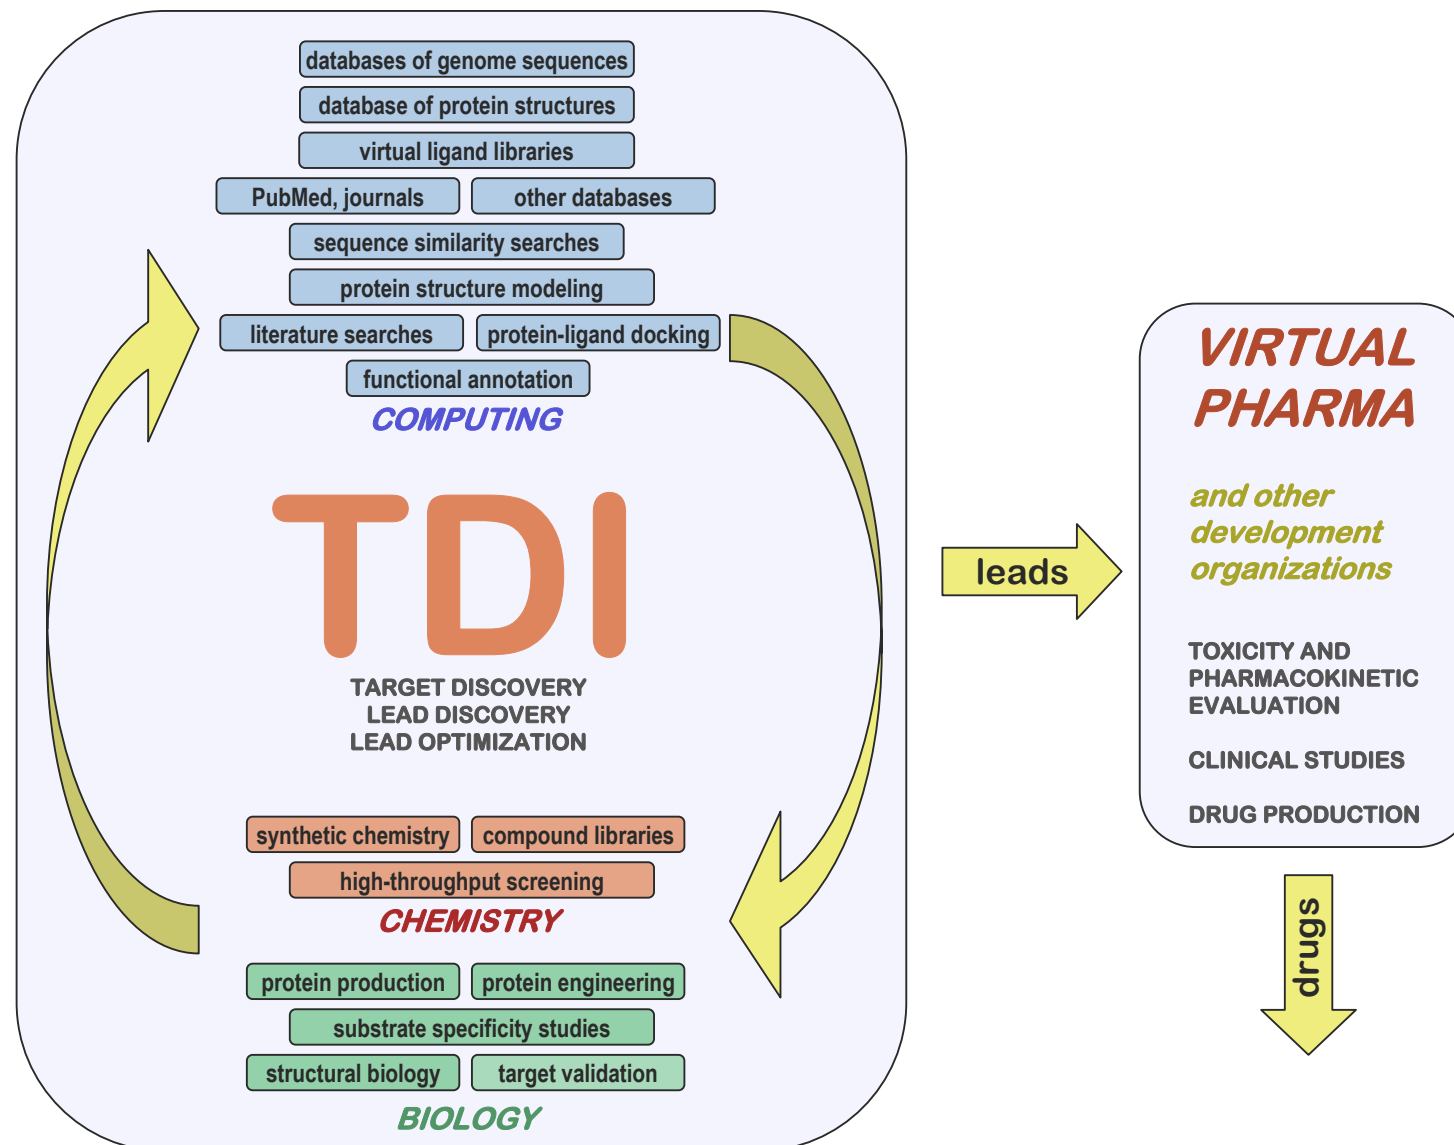 databases of genome sequences
database of protein structures
virtual ligand libraries
PubMed, journals
other databases
sequence similarity searches
protein structure modeling
literature searches
protein-ligand docking
functional annotation
COMPUTING
TDI
TARGET DISCOVERY
LEAD DISCOVERY
LEAD OPTIMIZATION
synthetic chemistry
compound libraries
high-throughput screening
CHEMISTRY
protein production
protein engineering
substrate specificity studies
structural biology
target validation
BIOLOGY
leads
VIRTUAL
PHARMA
and other
development
organizations
TOXICITY AND
PHARMACOKINETIC
EVALUATION
CLINICAL STUDIES
DRUG PRODUCTION
drugs